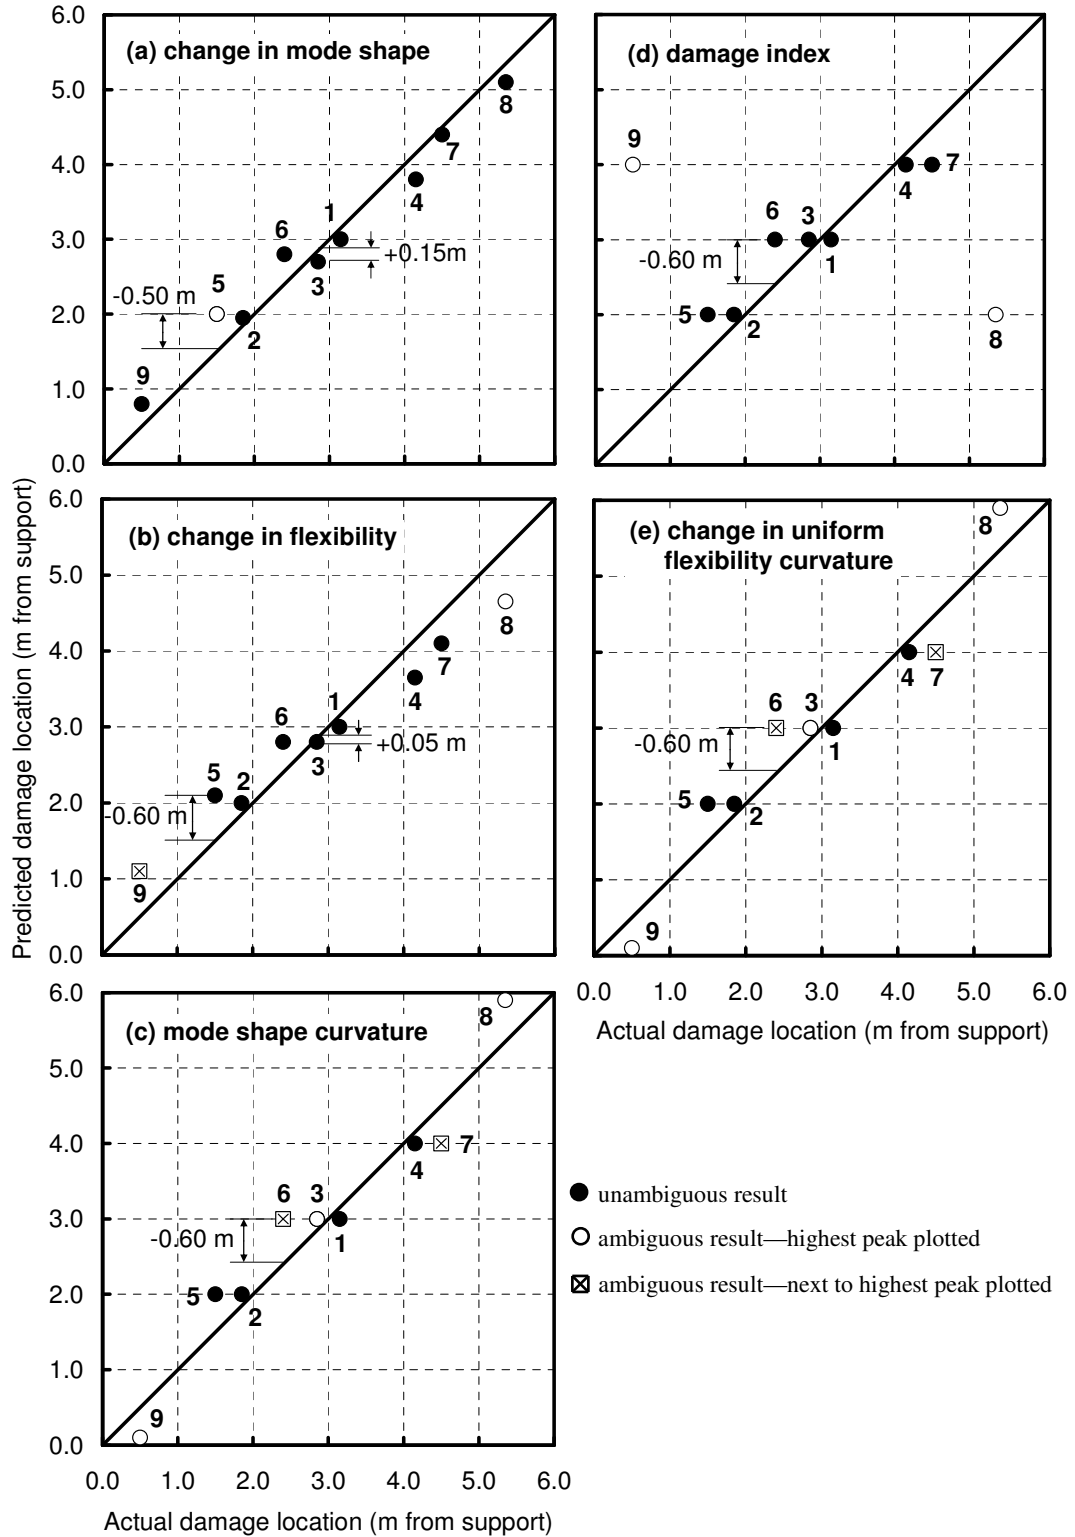 6.0
(a) change in mode shape
5.0
8
4.0
7
4
1
6
3.0
+0.15m
3
5
-0.50 m
2.0
2
9
1.0
0.0
(d) damage index
9
7
4
6 3
-0.60 m
1
5
2
8
Predicted damage location (m from support)
6.0
(b) change in flexibility
5.0
8
4.0
7
4
1
6
3.0
+0.05 m
3
5 2
2.0
-0.60 m
1.0
9
0.0
(e) change in uniform
flexibility curvature
8
4 7
6 3
-0.60 m
1
5
2
9
0.0 1.0 2.0 3.0 4.0 5.0 6.0
Actual damage location (m from support)
6.0
(c) mode shape curvature
8
5.0
4.0
7
4
6 3
3.0
-0.60 m
1
2.0
5
2
1.0
9
0.0
0.0 1.0 2.0 3.0 4.0 5.0 6.0
Actual damage location (m from support)
unambiguous result
ambiguous result—highest peak plotted
ambiguous result—next to highest peak plotted